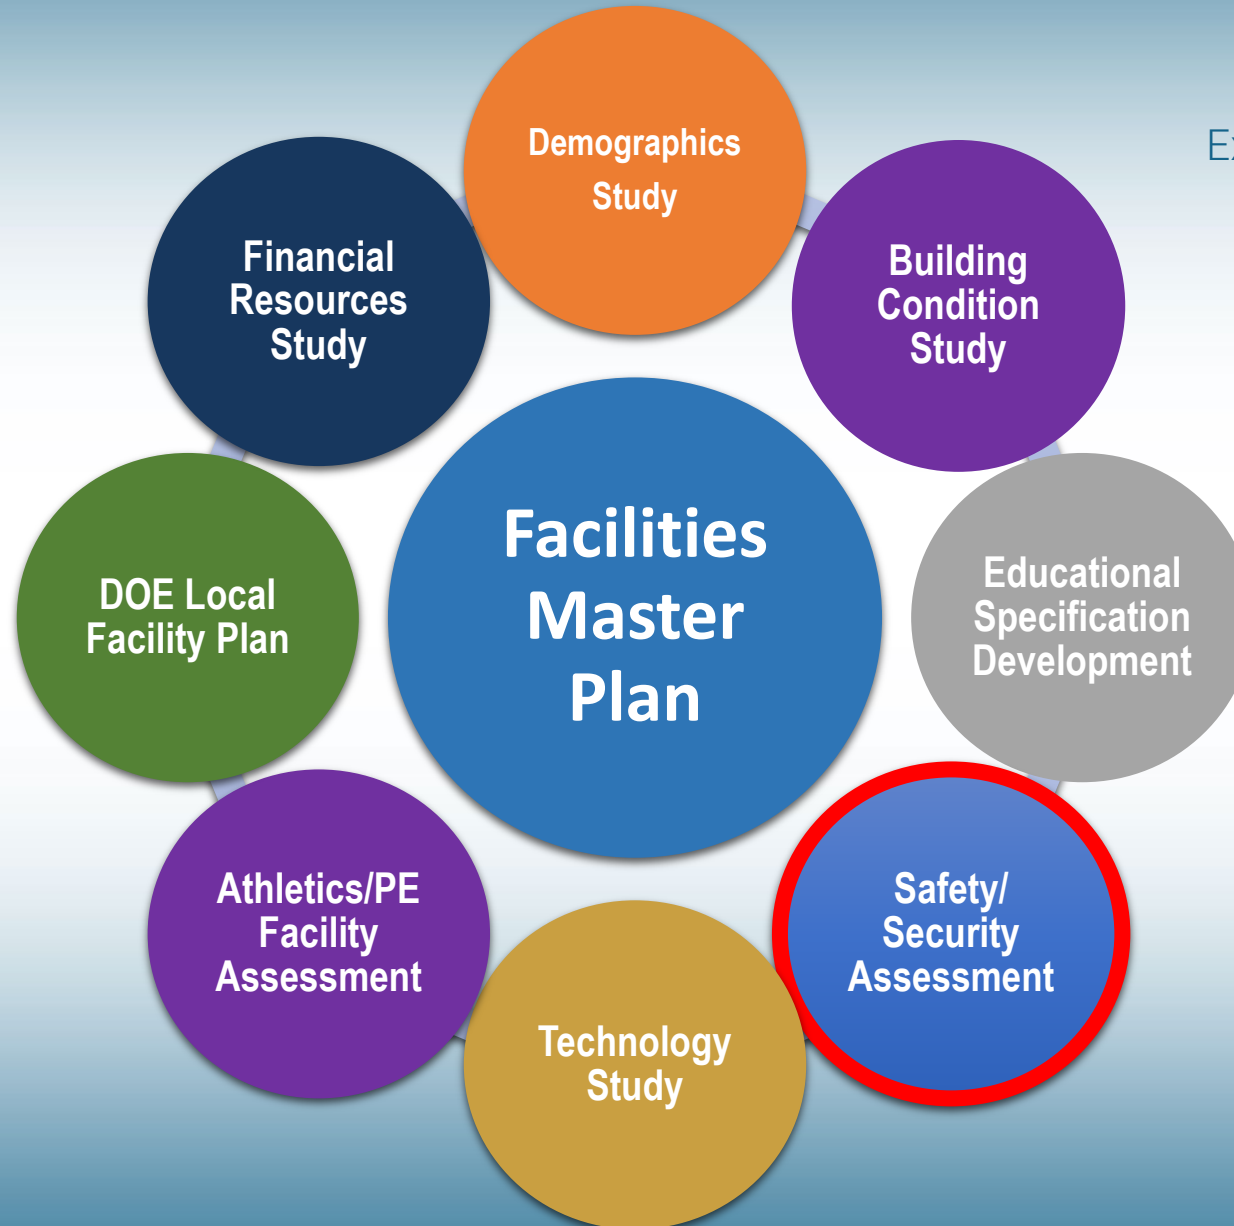 Demographics
Study
Building
Condition
Study
Educational
Specification
Development
Safety/
Security
Assessment
Technology
Study
Athletics/PE
Facility
Assessment
DOE Local
Facility Plan
Financial
Resources
Study
Facilities
Master
Plan